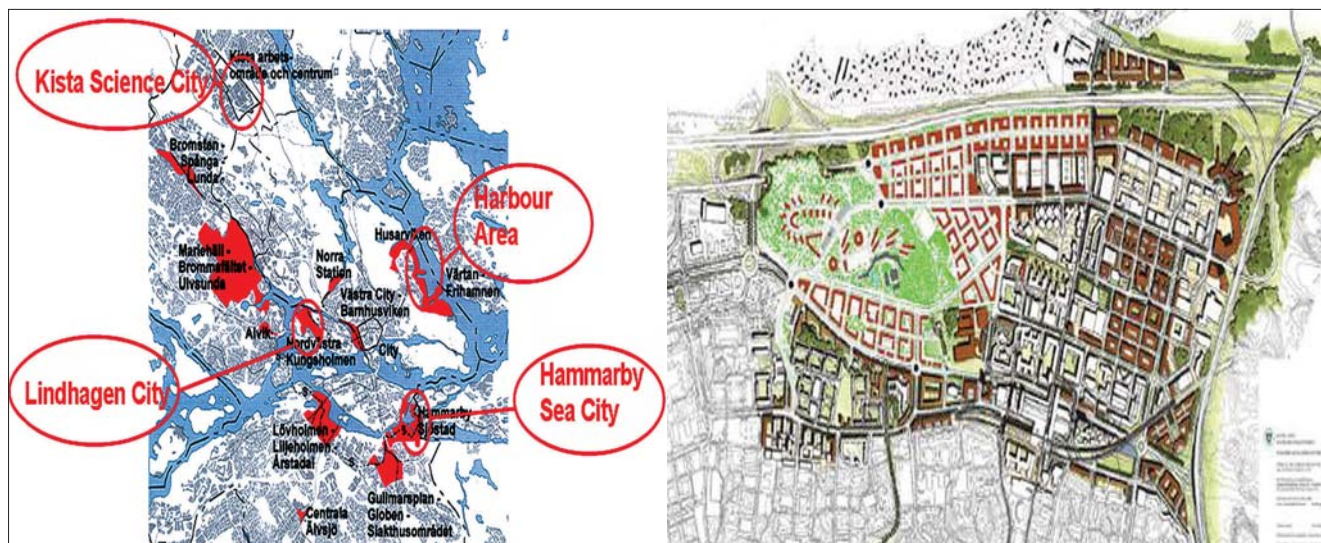 Kista Science City
Kista arbets-
område och centrum
Bromsten -
Spånga -
Lunda -
Harbour
Area
Husarviken
Mariehäll -
Brommafältet -
Ulvsunda
Norra
Station
Värtan -
Frihamnen
Västra City -
Barnhusviken
Alvik
Nordvästra
Kungsholmen
City
Lindhagen City
Hammarby
Sea City
Hammarby
Sjöstad
Lövholmen -
Liljeholmen -
Årstadal
Gullmarsplan -
Globen -
Slakthusområdet
Centrala
Älvsjö